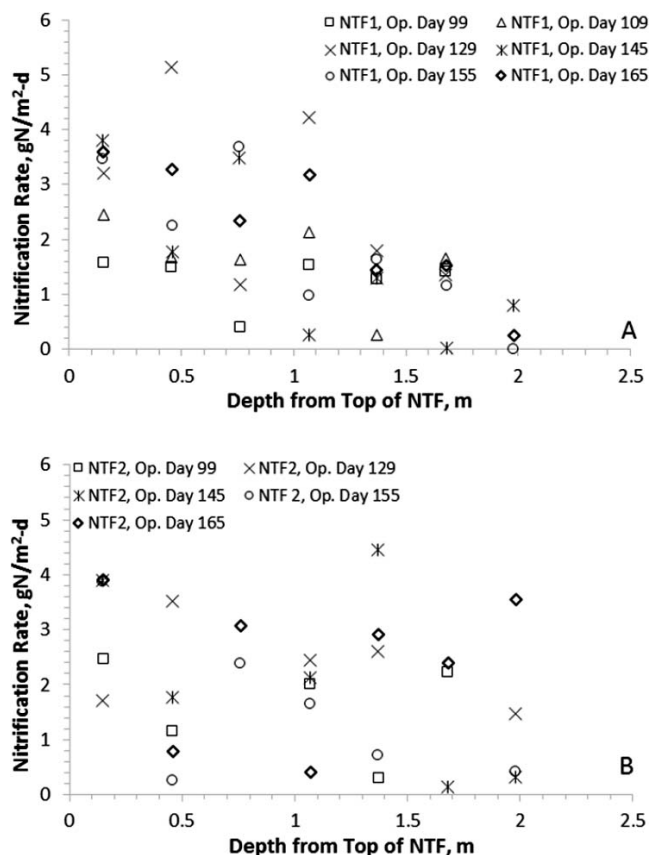 6
5
4
3
2
1
0
Nitrification Rate, gN/m²-d
NTF1, Op. Day 99 NTF1, Op. Day 109
NTF1, Op. Day 129 NTF1, Op. Day 145
NTF1, Op. Day 155 NTF1, Op. Day 165
A
0 0.5 1 1.5 2 2.5
Depth from Top of NTF, m
6
5
4
3
2
1
0
Nitrification Rate, gN/m²-d
NTF2, Op. Day 99 NTF2, Op. Day 129
NTF2, Op. Day 145 NTF 2, Op. Day 155
NTF2, Op. Day 165
B
0 0.5 1 1.5 2 2.5
Depth from Top of NTF, m